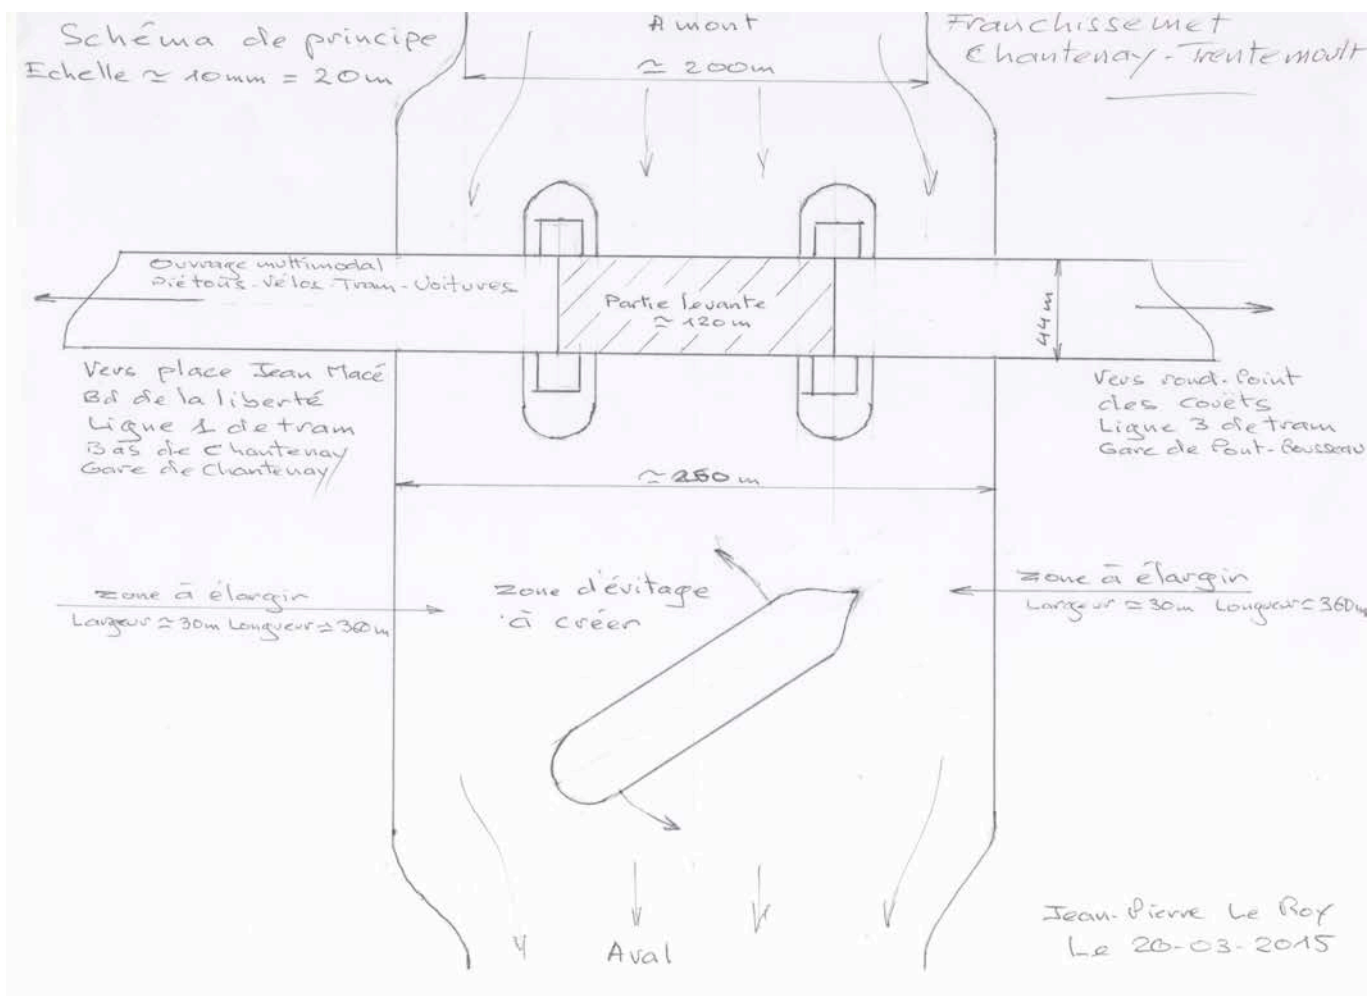 Schéma de principe
Echelle ≃ 10mm = 20m
Amont
≃ 200m
Franchissemet
Chantenay-Trentemoult
Ouvrage multimodal
Piétons-Vélos-Tram-Voitures
Partie levante
≃ 120m
44m
Vers place Jean Macé
Bd de la liberté
Ligne 1 de tram
Bas de Chantenay
Gare de Chantenay
Vers rond-Point
des Couëts
Ligne 3 de tram
Gare de Pont-Rousseau
≃ 260m
zone à élargir
Largeur ≃ 30m Longueur ≃ 360m
zone d'évitage
à créer
zone à élargir
Largeur ≃ 30m Longueur ≃ 360m
Aval
Jean-Pierre Le Roy
Le 20-03-2015